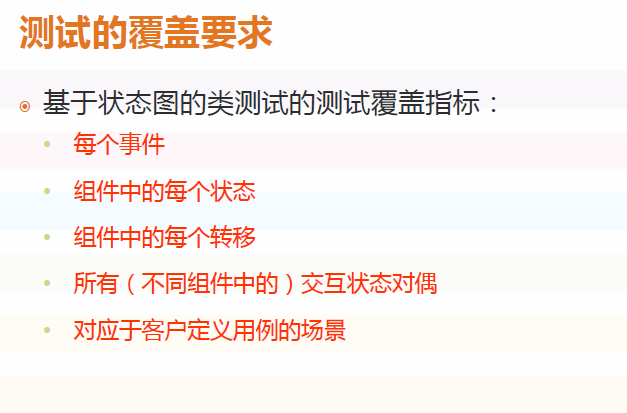 测试的覆盖要求
基于状态图的类测试的测试覆盖指标：
每个事件
组件中的每个状态
组件中的每个转移
所有（不同组件中的）交互状态对偶
对应于客户定义用例的场景